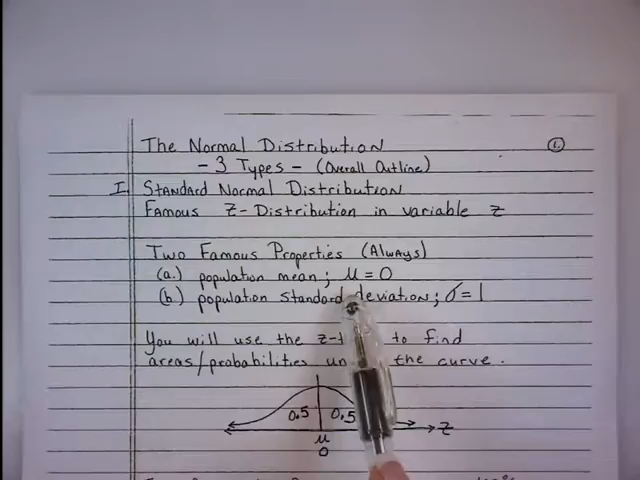 The Normal Distribution ①
- 3 Types - (Overall Outline)
I. Standard Normal Distribution
Famous Z-Distribution in variable z
Two Famous Properties (Always)
(a.) population mean; μ = 0
(b.) population standard deviation; σ = 1
You will use the to find
areas/probabilities the curve.
0.5 0.5
μ z
0